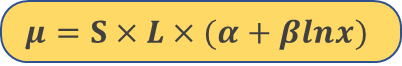 μ = S × L × (α + βlnx)